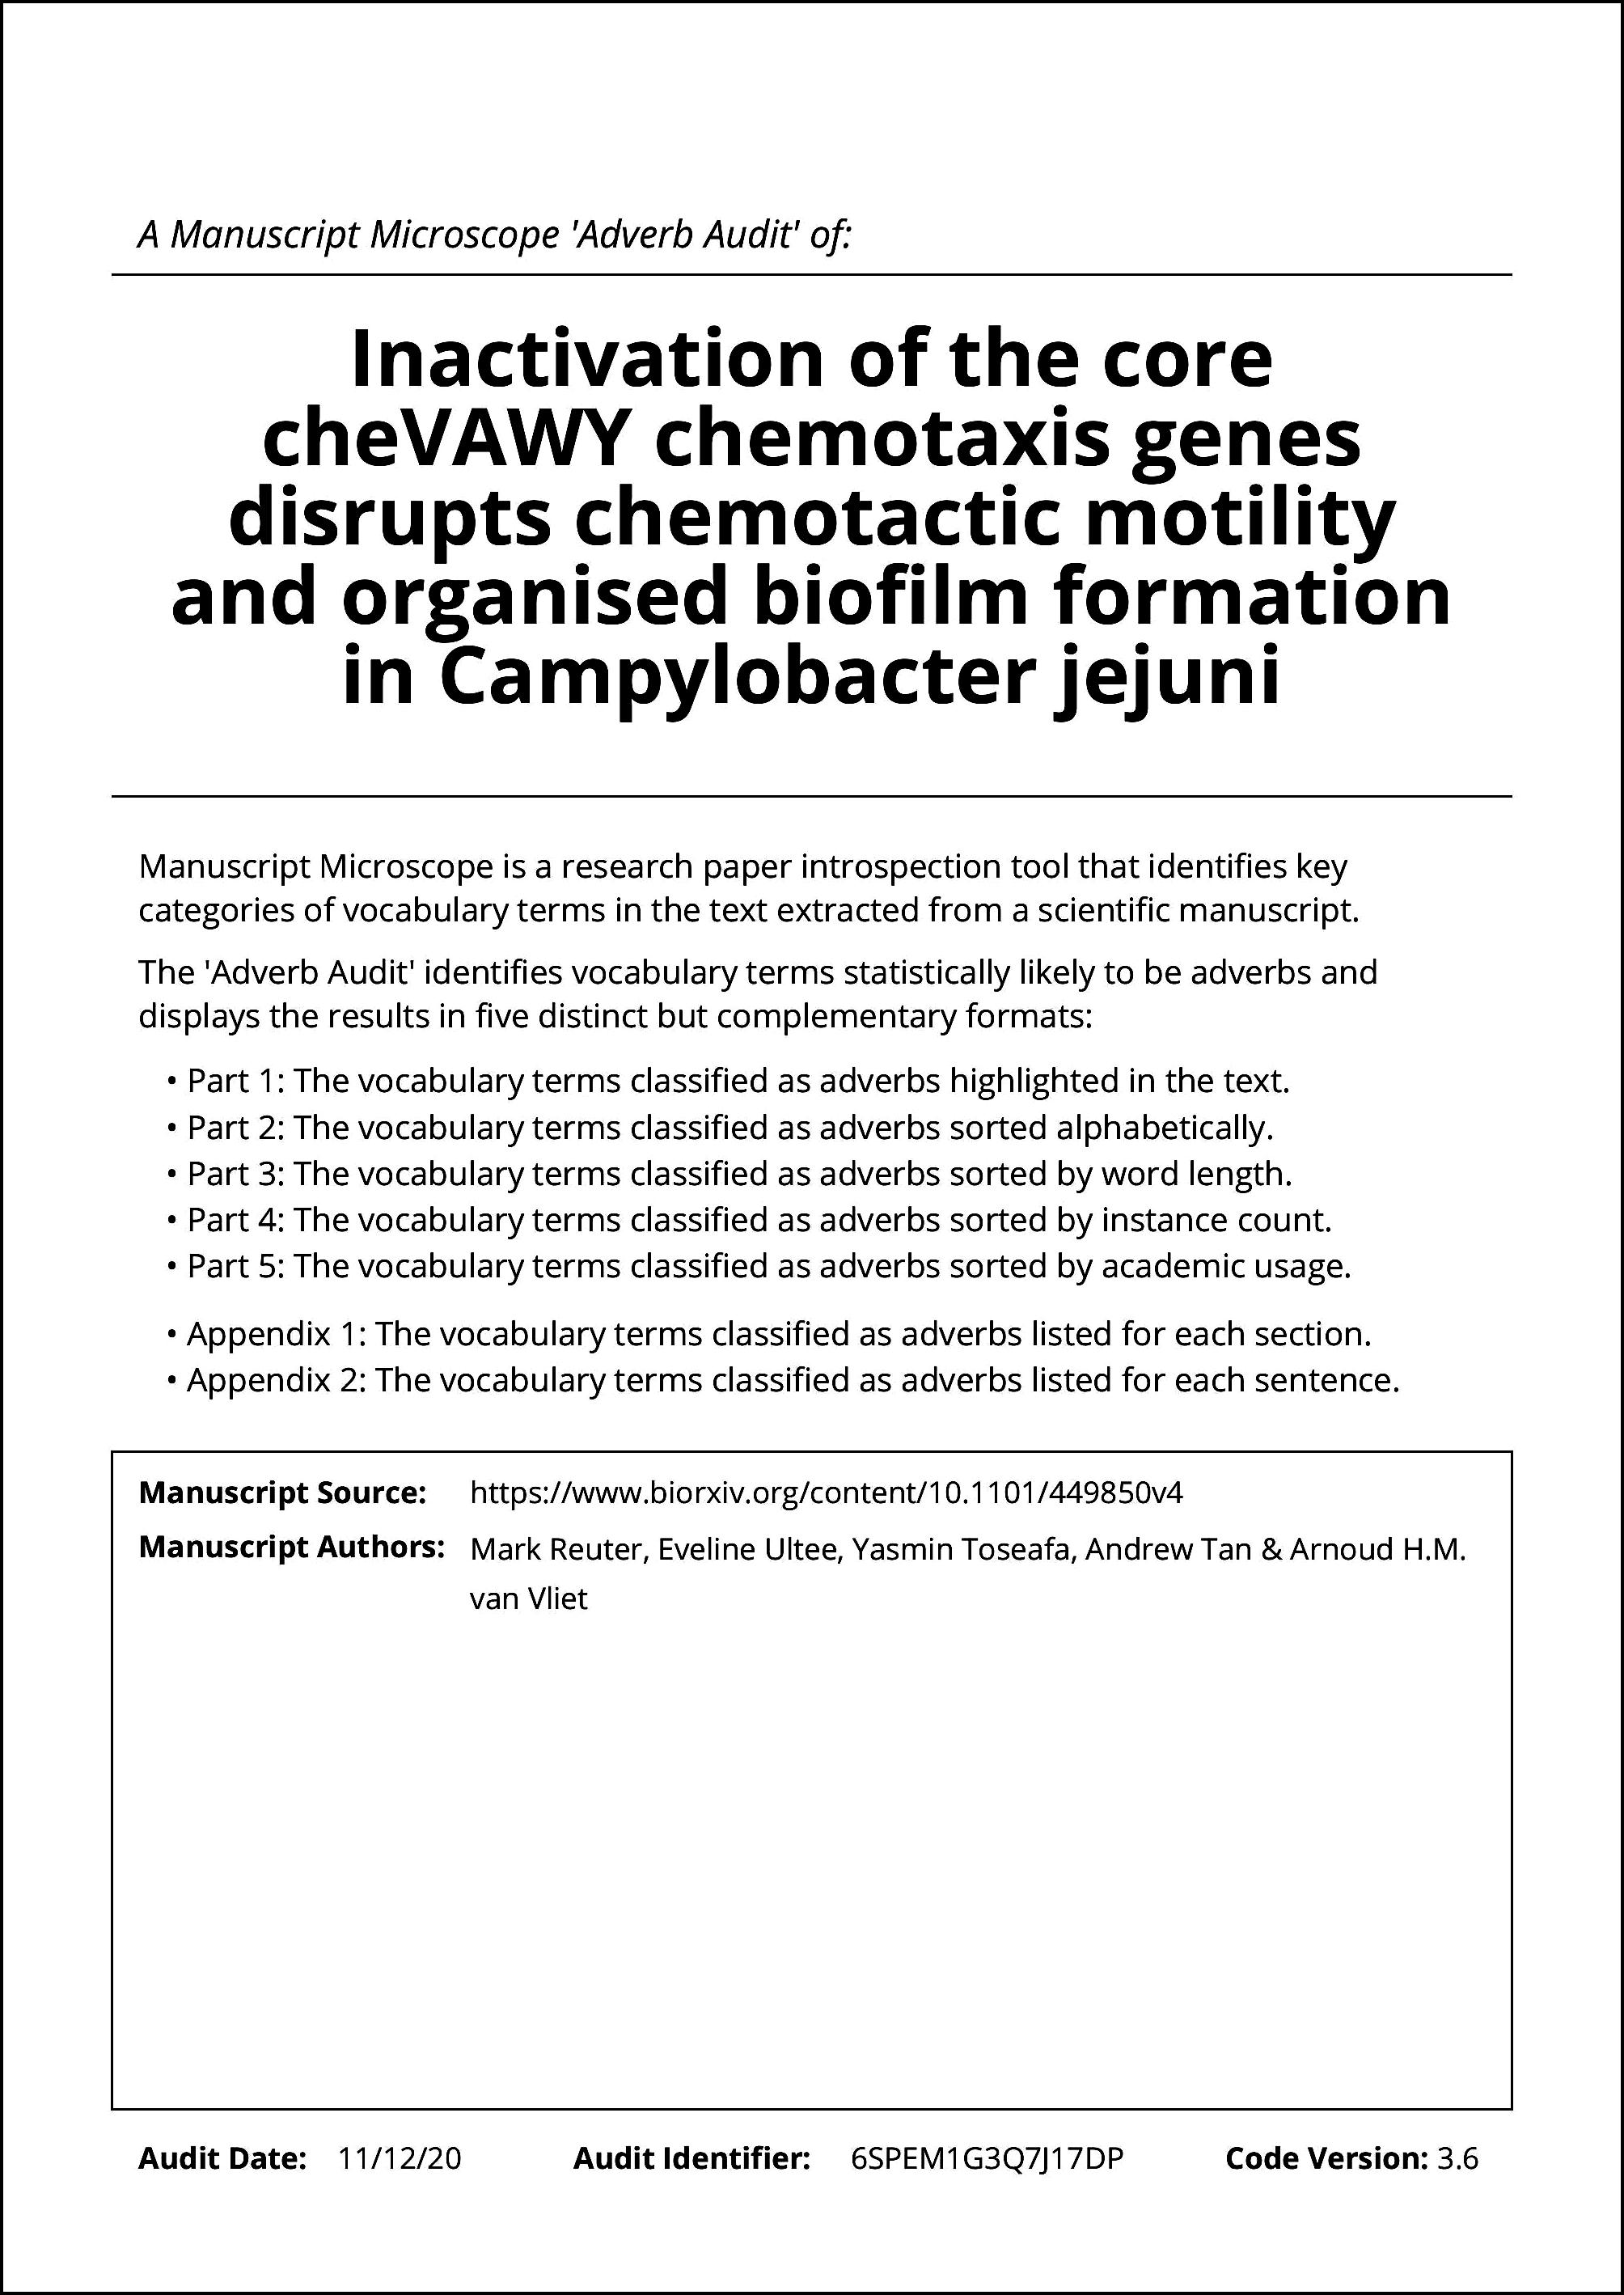 A Manuscript Microscope 'Adverb Audit' of:
Inactivation of the core
cheVAWY chemotaxis genes
disrupts chemotactic motility
and organised biofilm formation
in Campylobacter jejuni
Manuscript Microscope is a research paper introspection tool that identifies key
categories of vocabulary terms in the text extracted from a scientific manuscript.
The 'Adverb Audit' identifies vocabulary terms statistically likely to be adverbs and
displays the results in five distinct but complementary formats:
• Part 1: The vocabulary terms classified as adverbs highlighted in the text.
• Part 2: The vocabulary terms classified as adverbs sorted alphabetically.
• Part 3: The vocabulary terms classified as adverbs sorted by word length.
• Part 4: The vocabulary terms classified as adverbs sorted by instance count.
• Part 5: The vocabulary terms classified as adverbs sorted by academic usage.
• Appendix 1: The vocabulary terms classified as adverbs listed for each section.
• Appendix 2: The vocabulary terms classified as adverbs listed for each sentence.
Manuscript Source: https://www.biorxiv.org/content/10.1101/449850v4
Manuscript Authors: Mark Reuter, Eveline Ultee, Yasmin Toseafa, Andrew Tan & Arnoud H.M.
van Vliet
Audit Date: 11/12/20 Audit Identifier: 6SPEM1G3Q7J17DP Code Version: 3.6